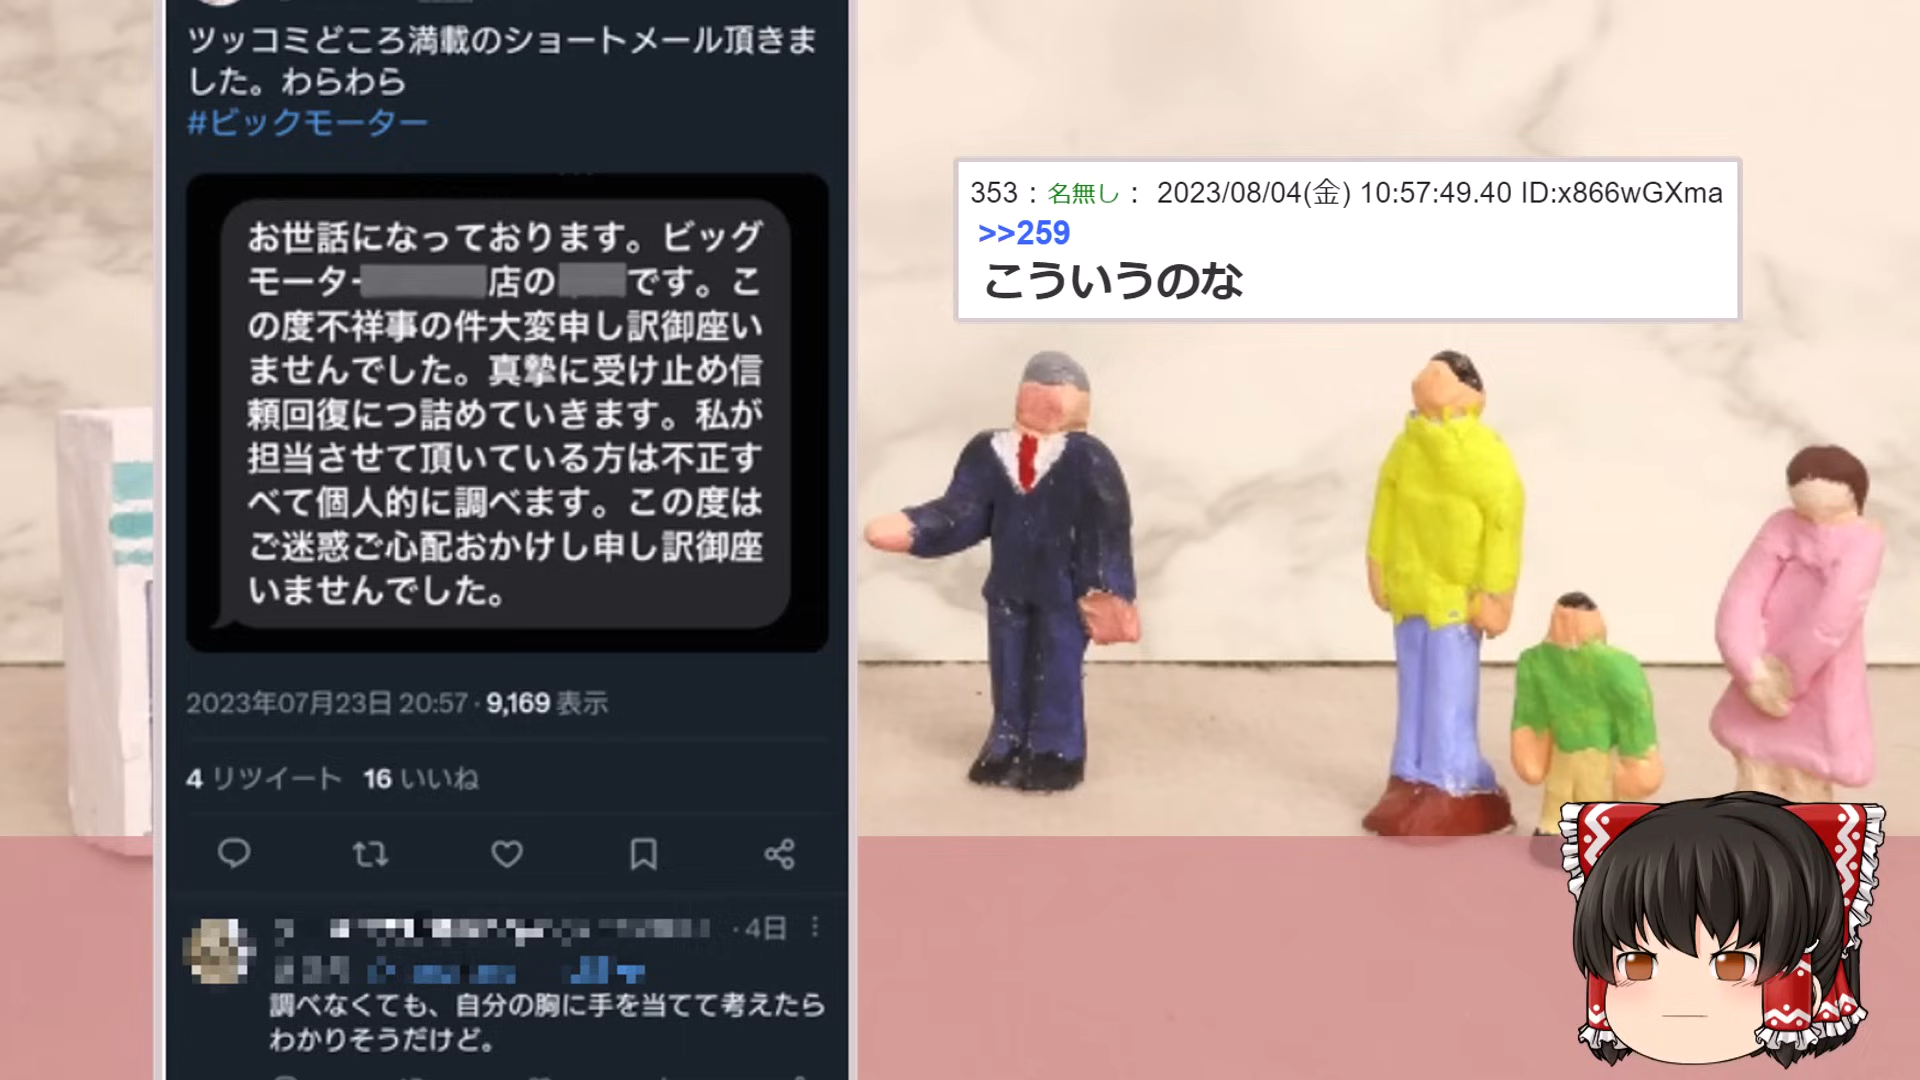 ツッコミどころ満載のショートメール頂きま
した。わらわら
#ビックモーター
お世話になっております。ビッグ
モーター
店の
です。こ
の度不祥事の件大変申し訳御座い
ませんでした。真摯に受け止め信
頼回復につ詰めていきます。私が
担当させて頂いている方は不正す
べて個人的に調べます。この度は
ご迷惑ご心配おかけし申し訳御座
いませんでした。
2023年07月23日 20:57 · 9,169 表示
4 リツイート 16 いいね
· 4日
調べなくても、自分の胸に手を当てて考えたら
わかりそうだけど。
353 : 名無し : 2023/08/04(金) 10:57:49.40 ID:x866wGXma
>>259
こういうのな